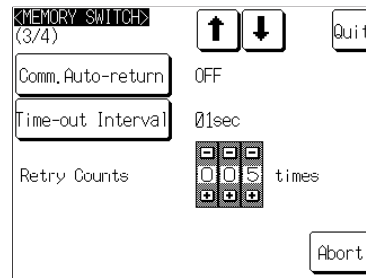 <MEMORY SWITCH>
(3/4) Quit
Comm.Auto-return OFF
Time-out Interval 01sec
Retry Counts 005 times
Abort